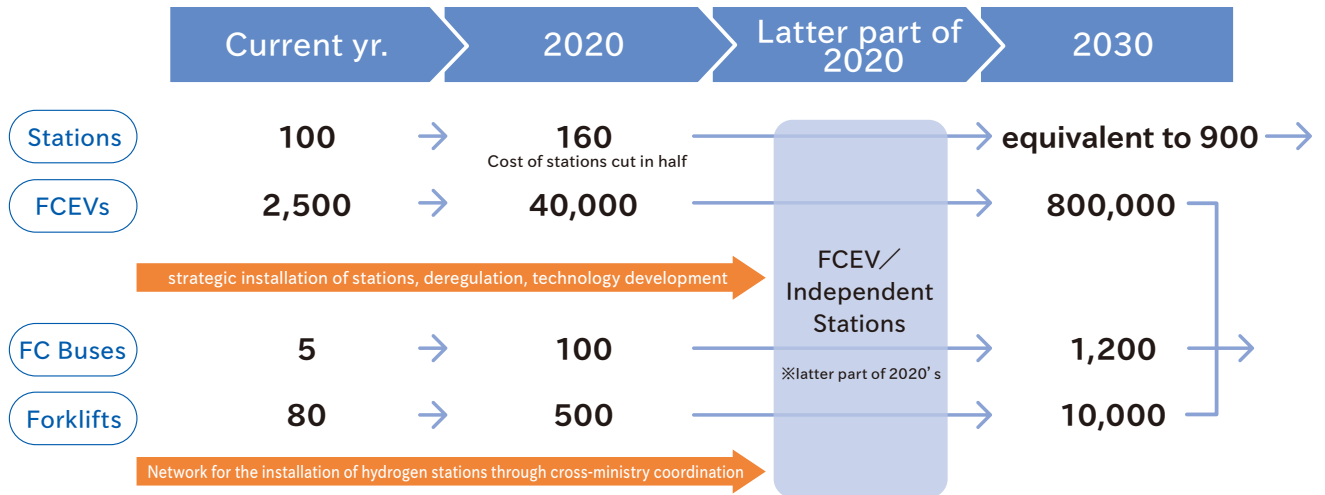 Current yr.
2020
Latter part of
2020
2030
Stations
100
160
Cost of stations cut in half
equivalent to 900
FCEVs
2,500
40,000
800,000
strategic installation of stations, deregulation, technology development
FCEV／
Independent
Stations
※latter part of 2020’s
FC Buses
5
100
1,200
Forklifts
80
500
10,000
Network for the installation of hydrogen stations through cross-ministry coordination